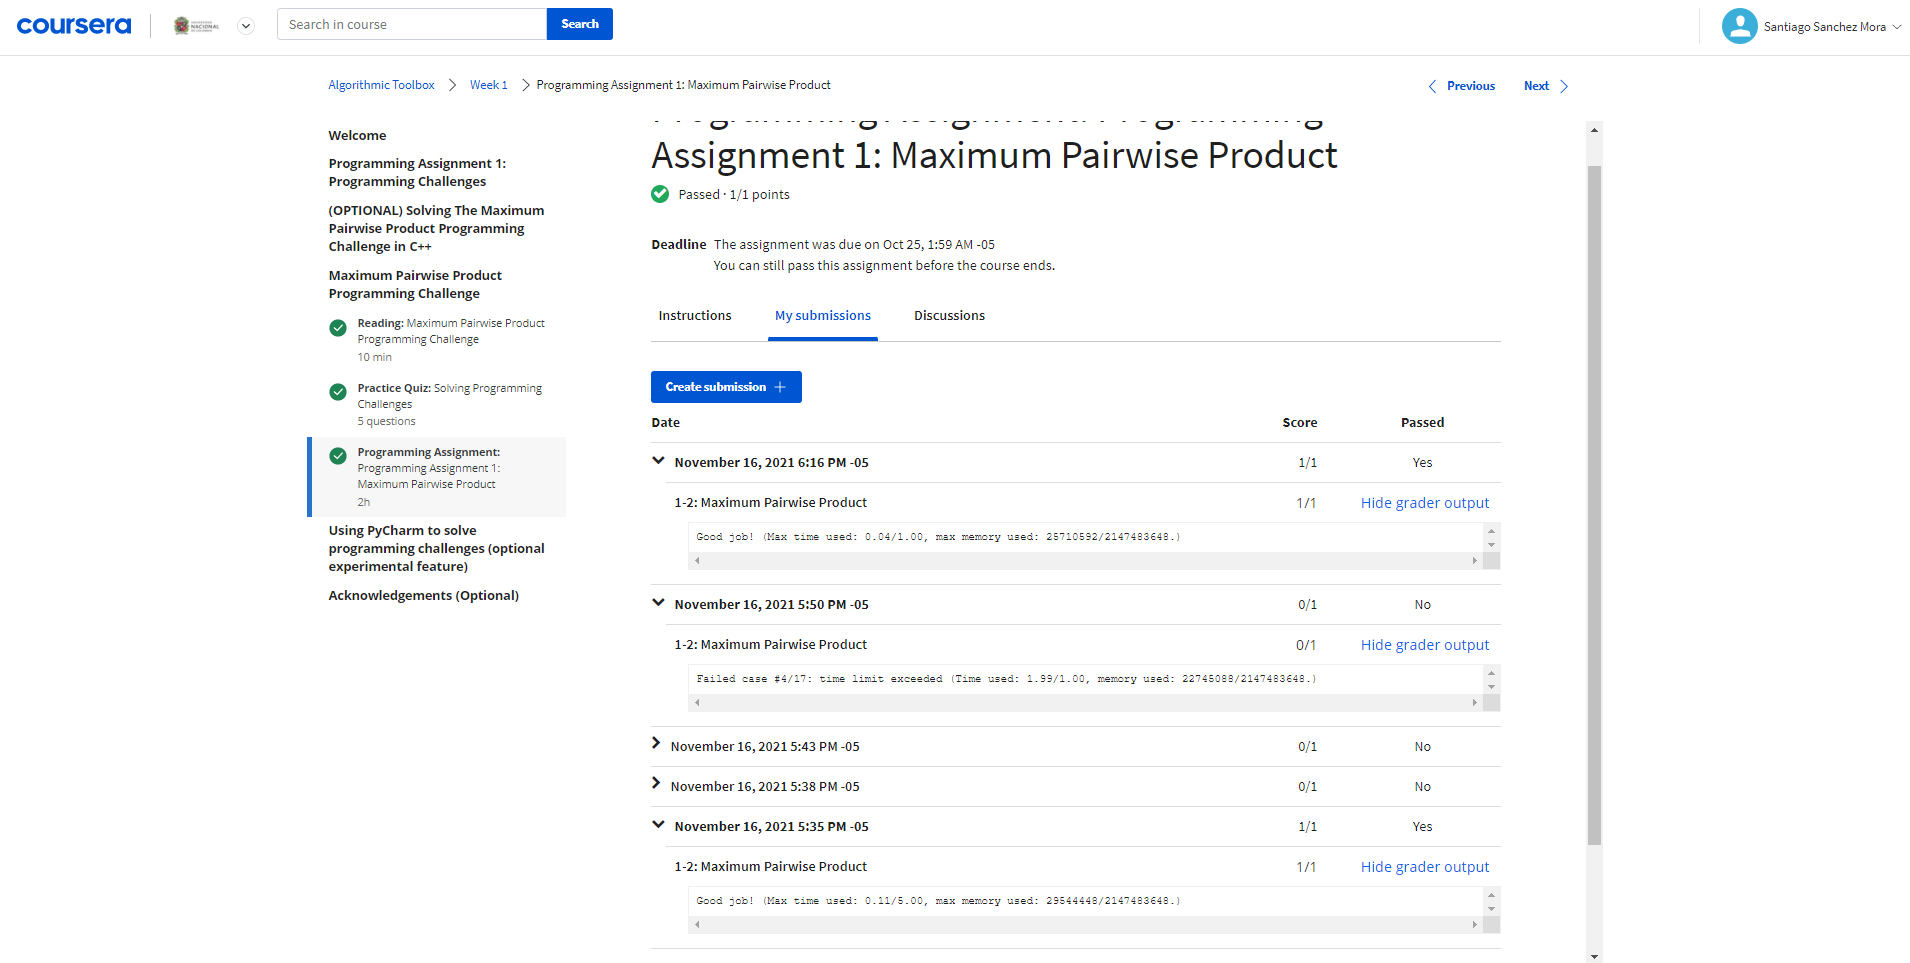 coursera
NACIONAL
Search in course
Search
Santiago Sanchez Mora
Algorithmic Toolbox
Week 1
Programming Assignment 1: Maximum Pairwise Product
Previous
Next
Welcome
Programming Assignment 1:
Programming Challenges
(OPTIONAL) Solving The Maximum
Pairwise Product Programming
Challenge in C++
Maximum Pairwise Product
Programming Challenge
Reading: Maximum Pairwise Product
Programming Challenge
10 min
Practice Quiz: Solving Programming
Challenges
5 questions
Programming Assignment:
Programming Assignment 1:
Maximum Pairwise Product
2h
Using PyCharm to solve
programming challenges (optional
experimental feature)
Acknowledgements (Optional)
Programming Assignment: Programming
Assignment 1: Maximum Pairwise Product
Passed · 1/1 points
Deadline The assignment was due on Oct 25, 1:59 AM -05
You can still pass this assignment before the course ends.
Instructions
My submissions
Discussions
Create submission
Date Score Passed
November 16, 2021 6:16 PM -05 1/1 Yes
1-2: Maximum Pairwise Product 1/1 Hide grader output
Good job! (Max time used: 0.04/1.00, max memory used: 25710592/2147483648.)
November 16, 2021 5:50 PM -05 0/1 No
1-2: Maximum Pairwise Product 0/1 Hide grader output
Failed case #4/17: time limit exceeded (Time used: 1.99/1.00, memory used: 22745088/2147483648.)
November 16, 2021 5:43 PM -05 0/1 No
November 16, 2021 5:38 PM -05 0/1 No
November 16, 2021 5:35 PM -05 1/1 Yes
1-2: Maximum Pairwise Product 1/1 Hide grader output
Good job! (Max time used: 0.11/5.00, max memory used: 29544448/2147483648.)